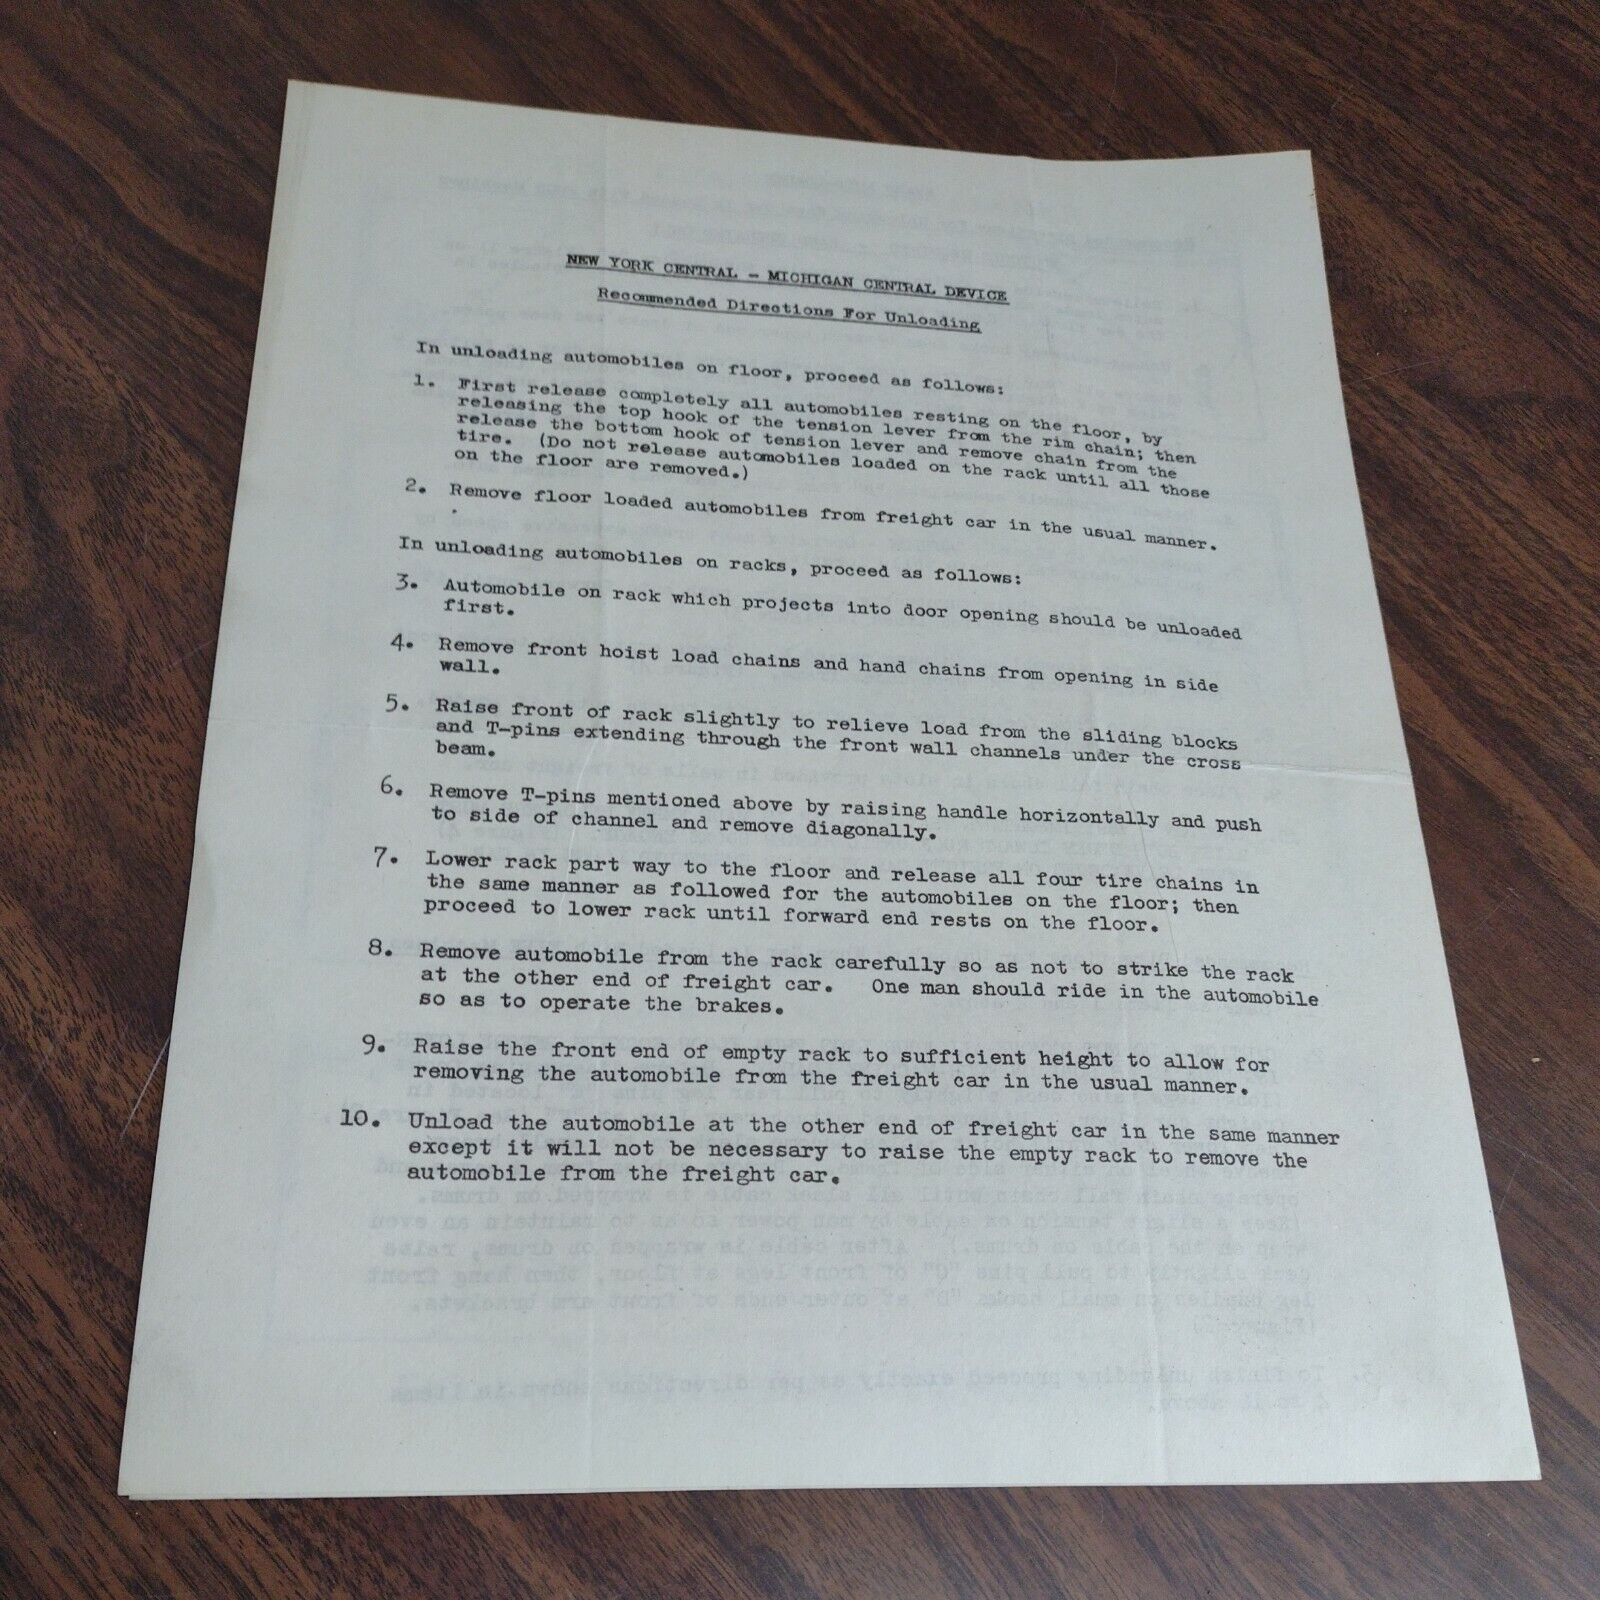 NEW YORK CENTRAL - MICHIGAN CENTRAL DEVICE
Recommended Directions For Unloading
In unloading automobiles on floor, proceed as follows:
1. First release completely all automobiles resting on the floor, by
releasing the top hook of the tension lever from the rim chain; then
release the bottom hook of tension lever and remove chain from the
tire. (Do not release automobiles loaded on the rack until all those
on the floor are removed.)
2. Remove floor loaded automobiles from freight car in the usual manner.
In unloading automobiles on racks, proceed as follows:
3. Automobile on rack which projects into door opening should be unloaded
first.
4. Remove front hoist load chains and hand chains from opening in side
wall.
5. Raise front of rack slightly to relieve load from the sliding blocks
and T-pins extending through the front wall channels under the cross
beam.
6. Remove T-pins mentioned above by raising handle horizontally and push
to side of channel and remove diagonally.
7. Lower rack part way to the floor and release all four tire chains in
the same manner as followed for the automobiles on the floor; then
proceed to lower rack until forward end rests on the floor.
8. Remove automobile from the rack carefully so as not to strike the rack
at the other end of freight car. One man should ride in the automobile
so as to operate the brakes.
9. Raise the front end of empty rack to sufficient height to allow for
removing the automobile from the freight car in the usual manner.
10. Unload the automobile at the other end of freight car in the same manner
except it will not be necessary to raise the empty rack to remove the
automobile from the freight car.